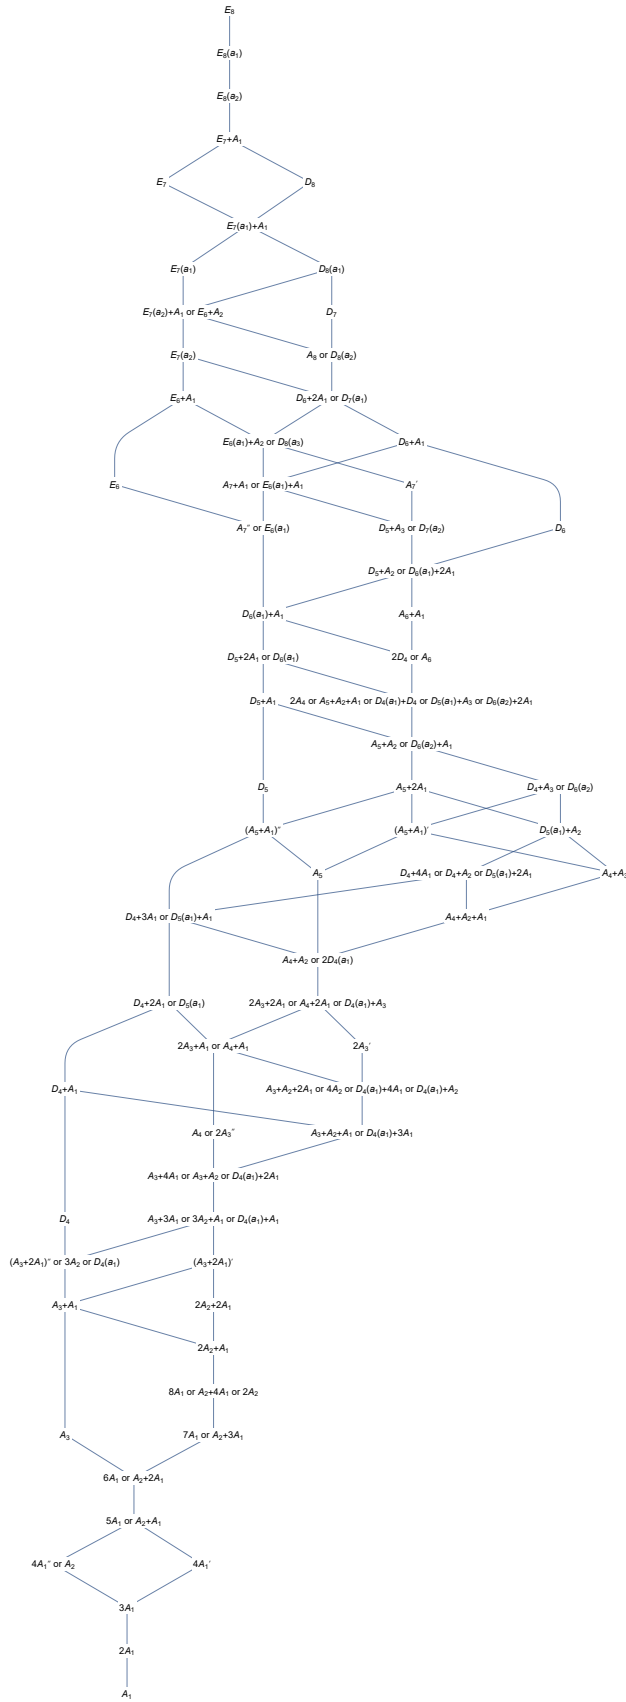 E₈
E₈(a₁)
E₈(a₂)
E₇+A₁
E₇ D₈
E₇(a₁)+A₁
E₇(a₁) D₈(a₁)
E₇(a₂)+A₁ or E₆+A₂ D₇
E₇(a₂) A₈ or D₈(a₂)
E₆+A₁ D₆+2A₁ or D₇(a₁)
E₆(a₁)+A₂ or D₈(a₃) D₆+A₁
E₆ A₇+A₁ or E₆(a₁)+A₁ A₇′
A₇″ or E₆(a₁) D₅+A₃ or D₇(a₂) D₆
D₅+A₂ or D₆(a₁)+2A₁
D₆(a₁)+A₁ A₆+A₁
D₅+2A₁ or D₆(a₁) 2D₄ or A₆
D₅+A₁ 2A₄ or A₅+A₂+A₁ or D₄(a₁)+D₄ or D₅(a₁)+A₃ or D₆(a₂)+2A₁
A₅+A₂ or D₆(a₂)+A₁
D₅ A₅+2A₁ D₄+A₃ or D₆(a₂)
(A₅+A₁)″ (A₅+A₁)′ D₅(a₁)+A₂
A₅ D₄+4A₁ or D₄+A₂ or D₅(a₁)+2A₁ A₄+A₃
D₄+3A₁ or D₅(a₁)+A₁ A₄+A₂+A₁
A₄+A₂ or 2D₄(a₁)
D₄+2A₁ or D₅(a₁) 2A₃+2A₁ or A₄+2A₁ or D₄(a₁)+A₃
2A₃+A₁ or A₄+A₁ 2A₃′
D₄+A₁ A₃+A₂+2A₁ or 4A₂ or D₄(a₁)+4A₁ or D₄(a₁)+A₂
A₄ or 2A₃″ A₃+A₂+A₁ or D₄(a₁)+3A₁
A₃+4A₁ or A₃+A₂ or D₄(a₁)+2A₁
D₄ A₃+3A₁ or 3A₂+A₁ or D₄(a₁)+A₁
(A₃+2A₁)″ or 3A₂ or D₄(a₁) (A₃+2A₁)′
A₃+A₁ 2A₂+2A₁
2A₂+A₁
8A₁ or A₂+4A₁ or 2A₂
A₃ 7A₁ or A₂+3A₁
6A₁ or A₂+2A₁
5A₁ or A₂+A₁
4A₁″ or A₂ 4A₁′
3A₁
2A₁
A₁